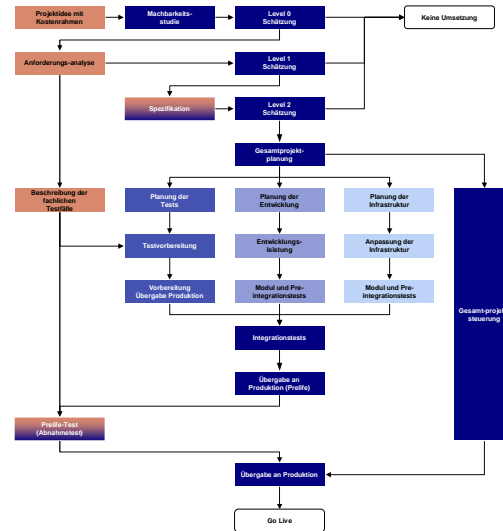 Projektidee mit
Kostenrahmen
Machbarkeits-
studie
Level 0
Schätzung
Keine Umsetzung
Anforderungs-analyse
Level 1
Schätzung
Spezifikation
Level 2
Schätzung
Gesamtprojekt-
planung
Beschreibung der
fachlichen
Testfälle
Planung der
Tests
Planung der
Entwicklung
Planung der
Infrastruktur
Testvorbereitung
Entwicklungs-
leistung
Anpassung der
Infrastruktur
Vorbereitung
Übergabe Produktion
Modul und Pre-
integrationstests
Modul und Pre-
integrationstests
Gesamt-projekt
steuerung
Integrationstests
Übergabe an
Produktion (Prelife)
Prelife-Test
(Abnahmetest)
Übergabe an Produktion
Go Live